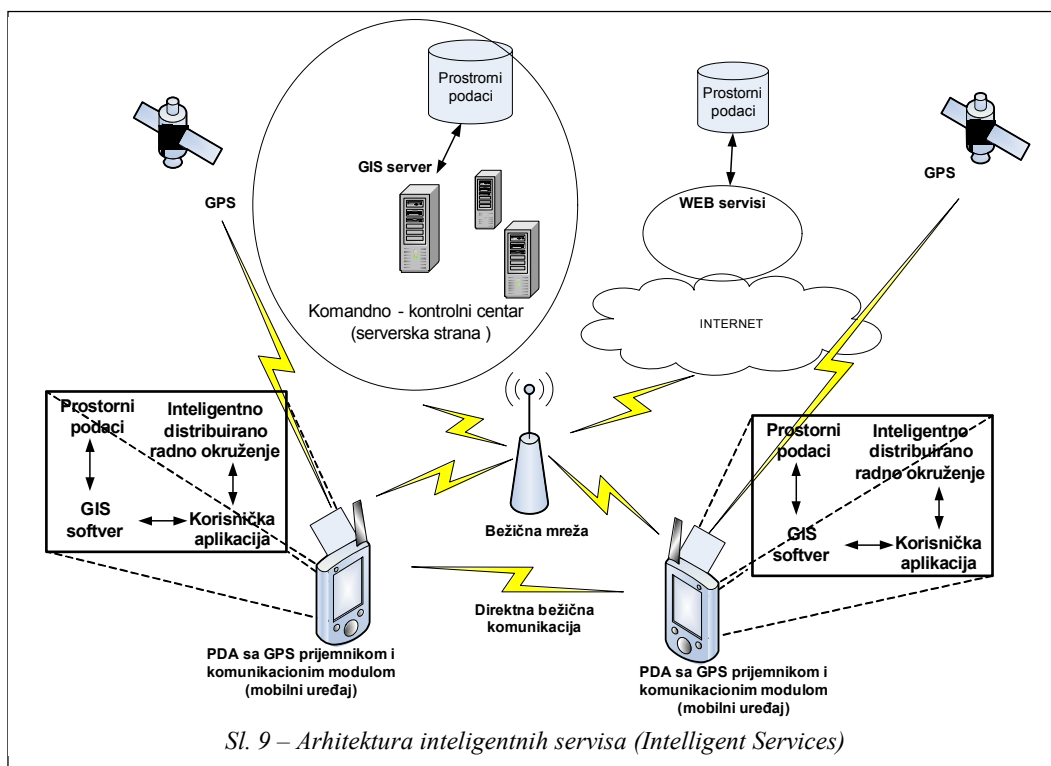 Prostrorni
podaci
Prostorni
podaci
GIS server
GPS
GPS
WEB servisi
Komandno - kontrolni centar
(serverska strana )
INTERNET
Prostorni
podaci
Inteligentno
distribuirano
radno okruženje
GIS
softver
Korisnička
aplikacija
Bežična mreža
Prostorni
podaci
Inteligentno
distribuirano
radno okruženje
GIS
softver
Korisnička
aplikacija
Direktna bežična
komunikacija
PDA sa GPS prijemnikom i
komunikacionim modulom
(mobilni uređaj)
PDA sa GPS prijemnikom i
komunikacionim modulom
(mobilni uređaj)
Sl. 9 – Arhitektura inteligentnih servisa (Intelligent Services)